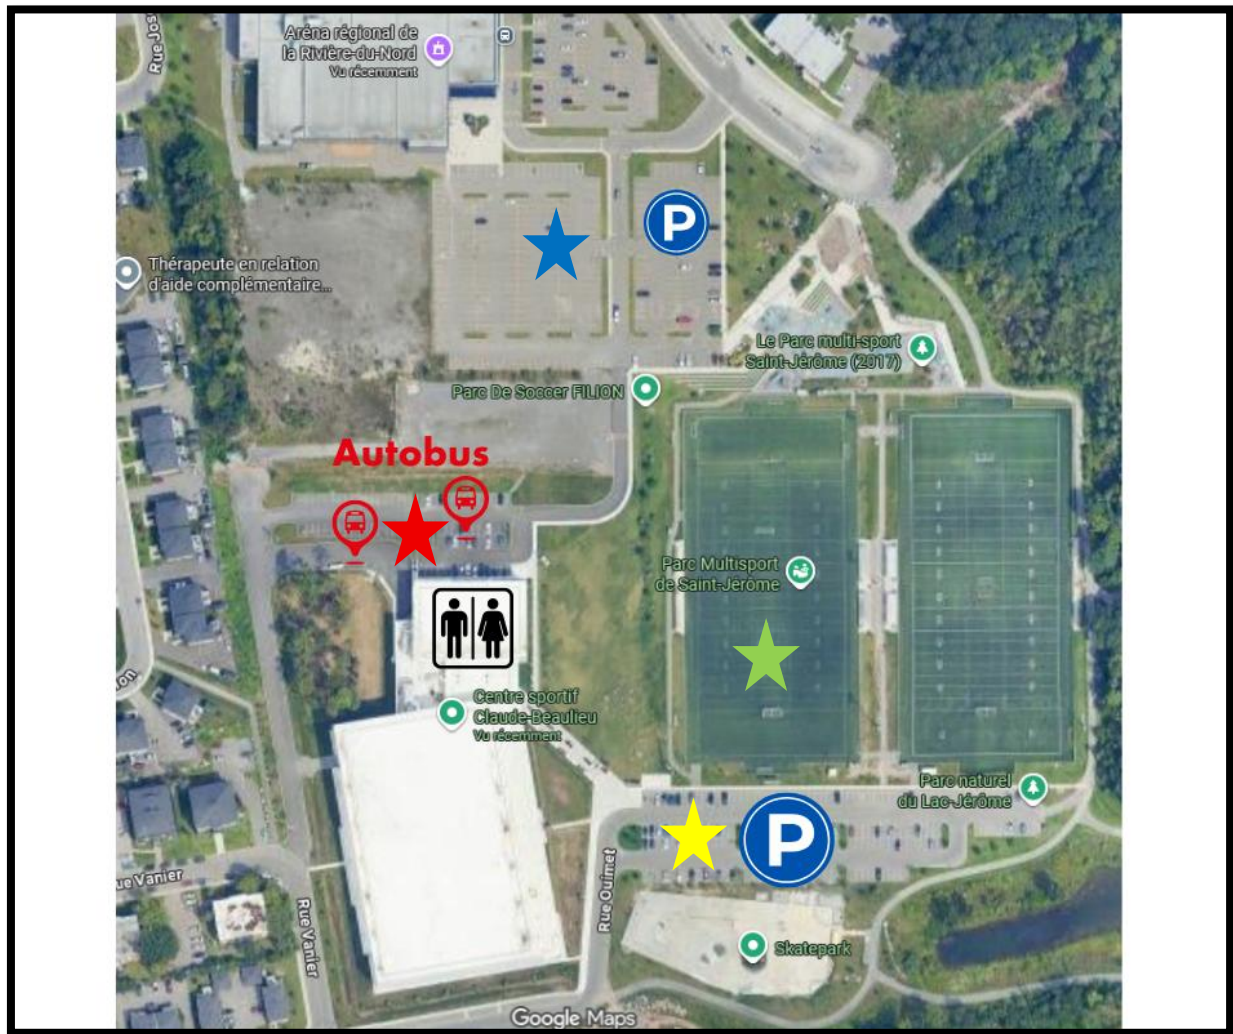 Rue Jos
Aréna régional de
la Rivière-du-Nord
Vu récemment
P
Thérapeute en relation
d'aide complémentaire...
Le Parc multi-sport
Saint-Jérôme (2017)
Parc De Soccer FILION
Autobus
Parc Multisport
de Saint-Jérôme
on.
Centre sportif
Claude-Beaulieu
Vu récemment
Parc naturel
du Lac-Jérôme
P
ue Vanier
Rue Vanier
Rue Ouimet
Skatepark
Google Maps